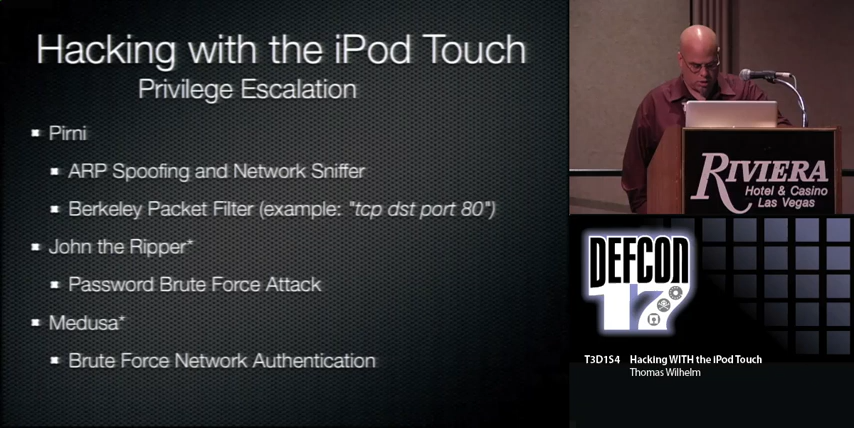 Hacking with the iPod Touch
Privilege Escalation
Pirni
ARP Spoofing and Network Sniffer
Berkeley Packet Filter (example: "tcp dst port 80")
John the Ripper*
Password Brute Force Attack
Medusa*
Brute Force Network Authentication
RIVIERA
Hotel & Casino
Las Vegas
DEFCON
17
T3D1S4 Hacking WITH the iPod Touch
Thomas Wilhelm